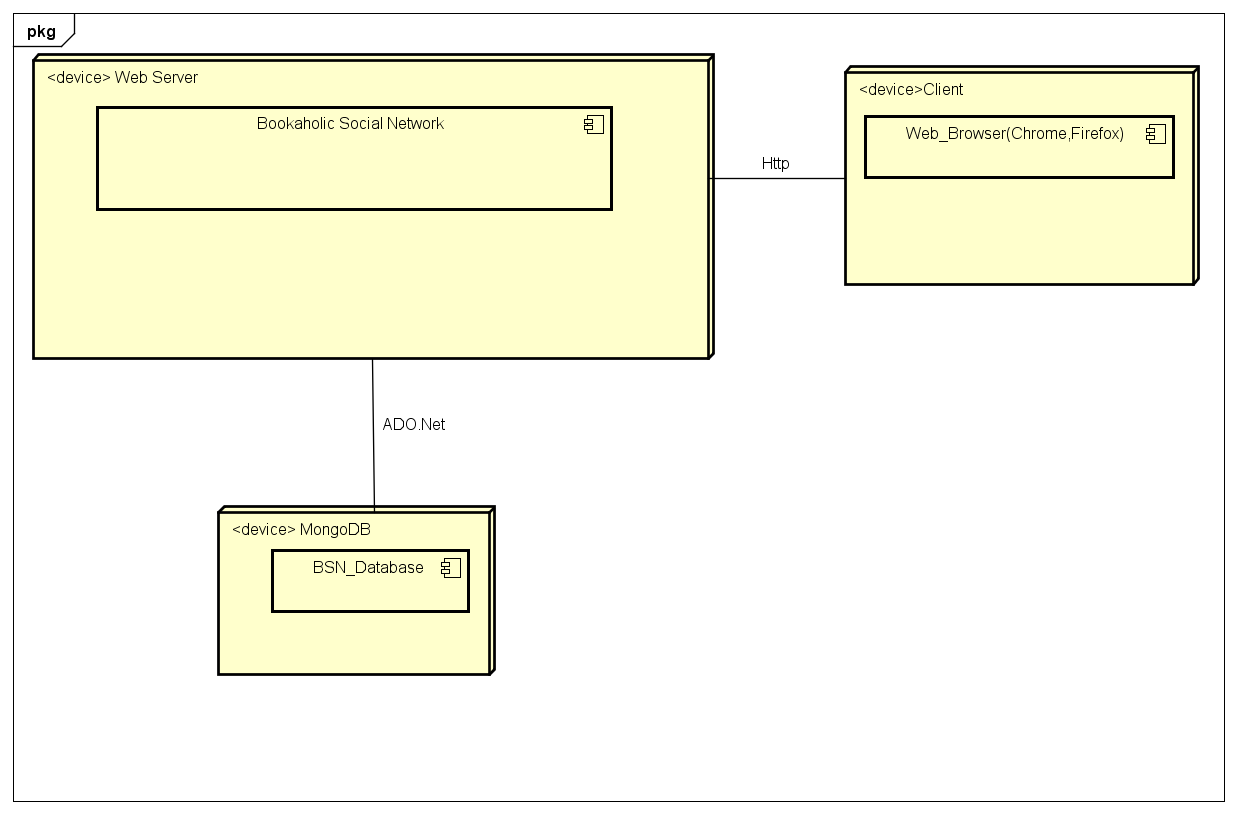 pkg
<device> Web Server
Bookaholic Social Network
<device>Client
Web_Browser(Chrome,Firefox)
Http
ADO.Net
<device> MongoDB
BSN_Database